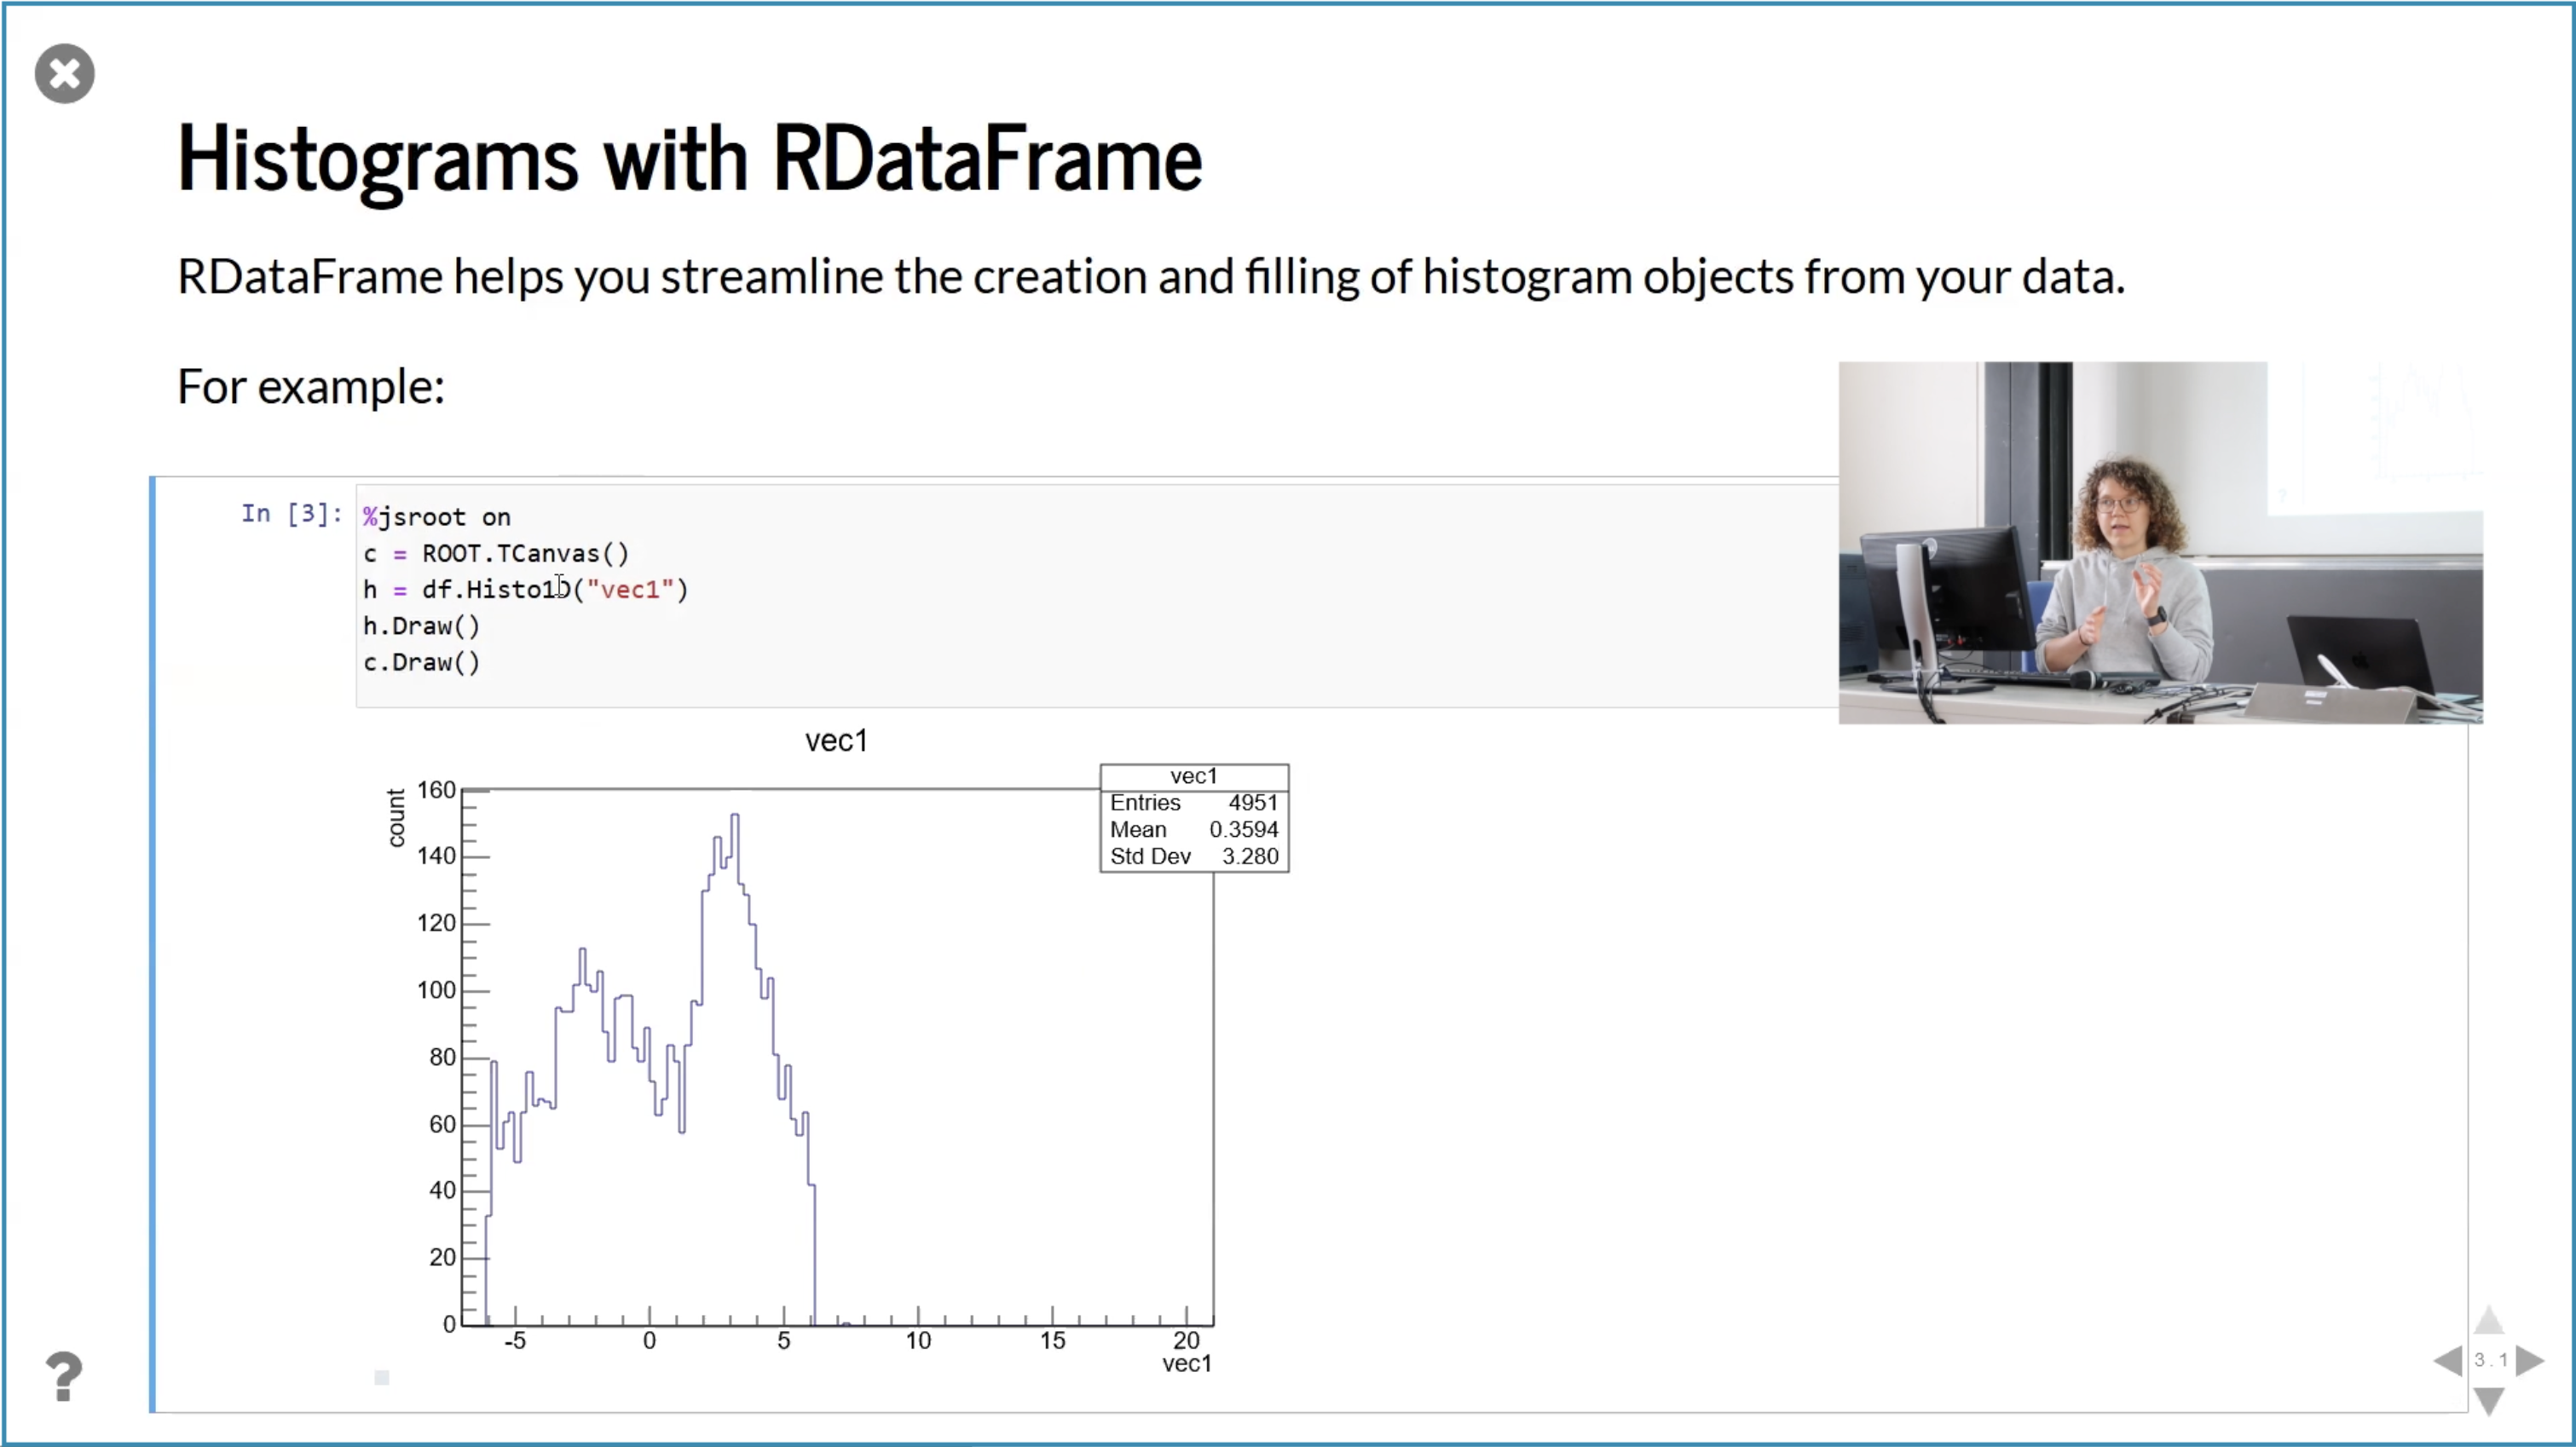 Histograms with RDataFrame
RDataFrame helps you streamline the creation and filling of histogram objects from your data.
For example:
In [3]:
%jsroot on
c = ROOT.TCanvas()
h = df.Histo1D("vec1")
h.Draw()
c.Draw()
vec1
vec1
Entries 4951
Mean 0.3594
Std Dev 3.280
count
160
140
120
100
80
60
40
20
0
-5 0 5 10 15 20
vec1
?
3.1